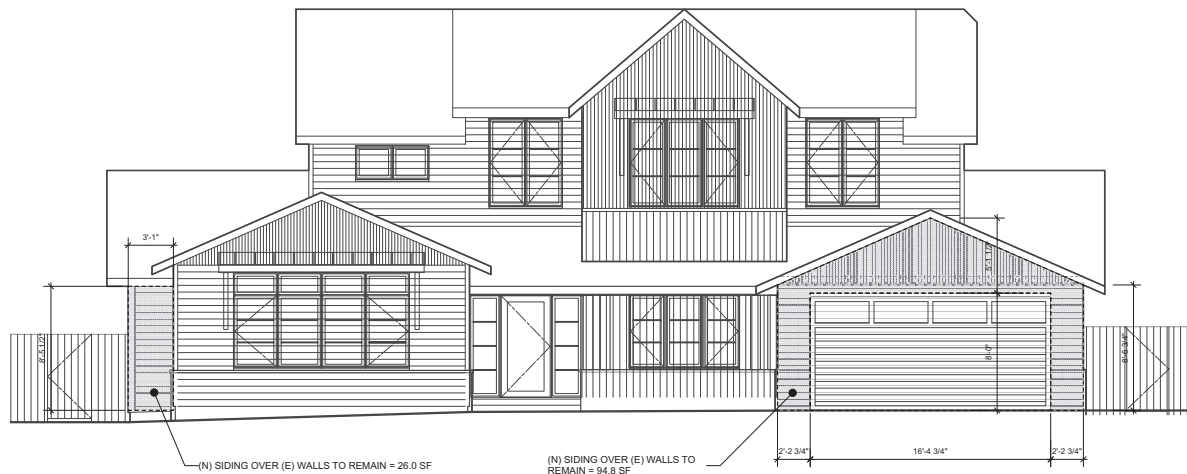 3'-1"
5'-1 1/2"
8'-5 1/2"
8'-0"
8'-6 3/4"
2'-2 3/4"
16'-4 3/4"
2'-2 3/4"
(N) SIDING OVER (E) WALLS TO REMAIN = 26.0 SF
(N) SIDING OVER (E) WALLS TO
REMAIN = 94.8 SF